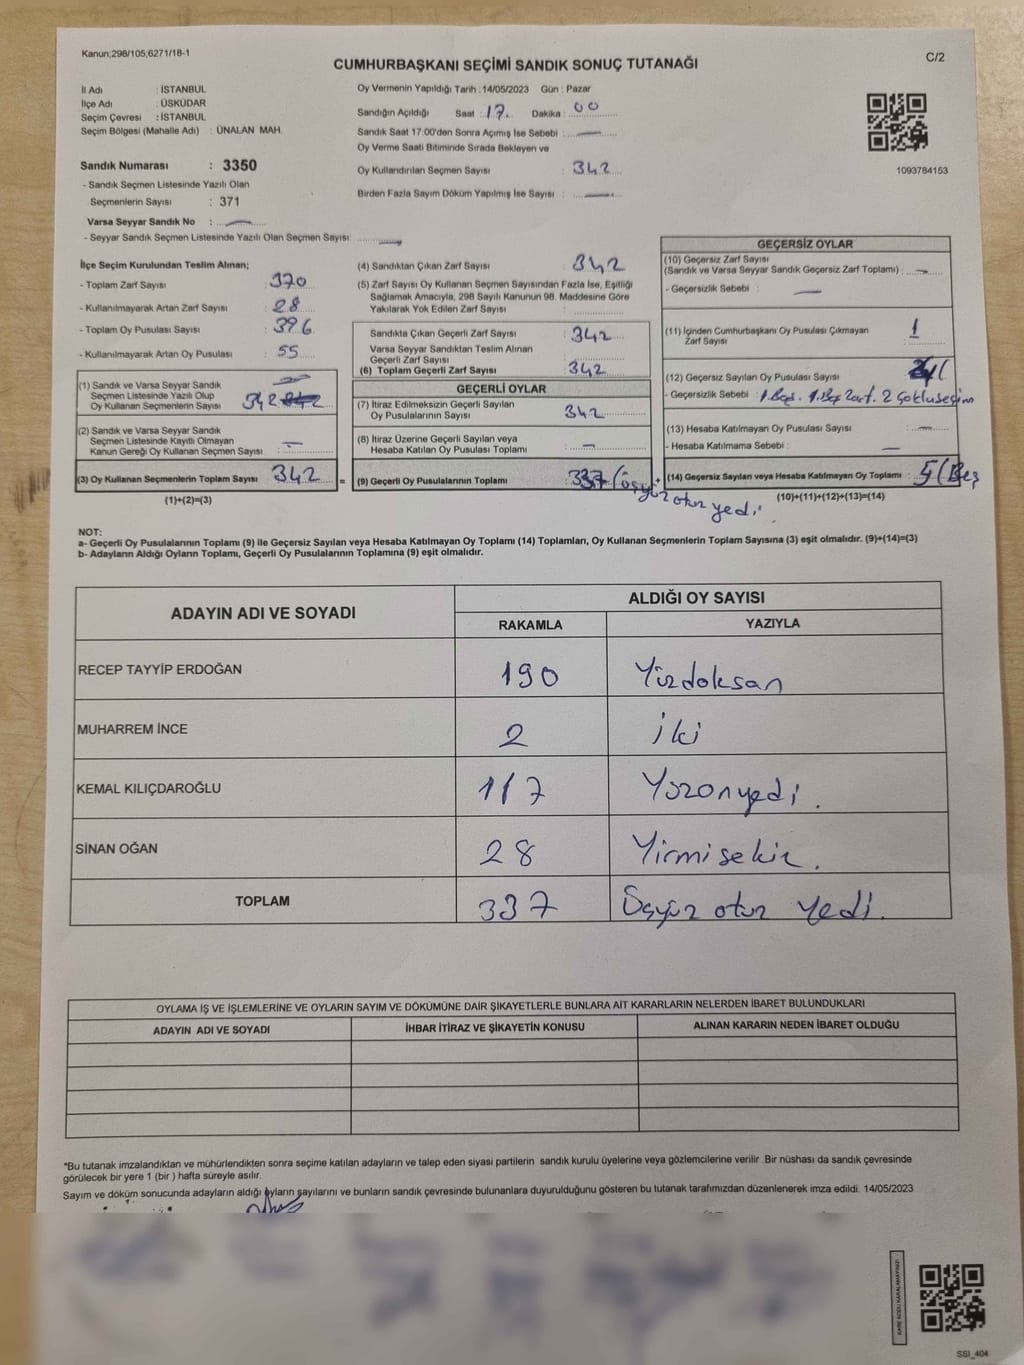 Kanun;298/105,6271/18-1
C/2
CUMHURBAŞKANI SEÇİMİ SANDIK SONUÇ TUTANAĞI
İl Adı : İSTANBUL
İlçe Adı : ÜSKÜDAR
Seçim Çevresi : İSTANBUL
Seçim Bölgesi (Mahalle Adı) : ÜNALAN MAH.
Sandık Numarası : 3350
- Sandık Seçmen Listesinde Yazılı Olan
Seçmenlerin Sayısı : 371
Varsa Seyyar Sandık No : —
- Seyyar Sandık Seçmen Listesinde Yazılı Olan Seçmen Sayısı: —
Oy Vermenin Yapıldığı Tarih : 14/05/2023 Gün : Pazar
Sandığın Açıldığı Saat : 17. Dakika : 00
Sandık Saat 17:00'den Sonra Açımış İse Sebebi : —
Oy Verme Saati Bitiminde Sırada Bekleyen ve
Oy Kullandırılan Seçmen Sayısı : 342
Birden Fazla Sayım Döküm Yapılmış İse Sayısı : —
1093784153
İlçe Seçim Kurulundan Teslim Alınan;
- Toplam Zarf Sayısı : 370
- Kullanılmayarak Artan Zarf Sayısı : 28
- Toplam Oy Pusulası Sayısı : 396
- Kullanılmayarak Artan Oy Pusulası : 55
(1) Sandık ve Varsa Seyyar Sandık
Seçmen Listesinde Yazılı Olup
Oy Kullanan Seçmenlerin Sayısı : 342
(2) Sandık ve Varsa Seyyar Sandık
Seçmen Listesinde Kayıtlı Olmayan
Kanun Gereği Oy Kullanan Seçmen Sayısı : —
(3) Oy Kullanan Seçmenlerin Toplam Sayısı : 342
(1)+(2)=(3)
(4) Sandıktan Çıkan Zarf Sayısı : 342
(5) Zarf Sayısı Oy Kullanan Seçmen Sayısından Fazla İse, Eşitliği
Sağlamak Amacıyla, 298 Sayılı Kanunun 98. Maddesine Göre
Yakılarak Yok Edilen Zarf Sayısı :
Sandıkta Çıkan Geçerli Zarf Sayısı : 342
Varsa Seyyar Sandıktan Teslim Alınan
Geçerli Zarf Sayısı :
(6) Toplam Geçerli Zarf Sayısı : 342
GEÇERLİ OYLAR
(7) İtiraz Edilmeksizin Geçerli Sayılan
Oy Pusulalarının Sayısı : 342
(8) İtiraz Üzerine Geçerli Sayılan veya
Hesaba Katılan Oy Pusulası Toplamı : —
= (9) Geçerli Oy Pusulalarının Toplamı : 337 (üçyüz otuz yedi. +
GEÇERSİZ OYLAR
(10) Geçersiz Zarf Sayısı
(Sandık ve Varsa Seyyar Sandık Geçersiz Zarf Toplamı) : —
- Geçersizlik Sebebi : —
(11) İçinden Cumhurbaşkanı Oy Pusulası Çıkmayan
Zarf Sayısı : 1
(12) Geçersiz Sayılan Oy Pusulası Sayısı :
- Geçersizlik Sebebi : 1 Boş. 1. Boş Zarf. 2 Çokluseçim
(13) Hesaba Katılmayan Oy Pusulası Sayısı : —
- Hesaba Katılmama Sebebi : —
(14) Geçersiz Sayılan veya Hesaba Katılmayan Oy Toplamı : 5 (Beş
(10)+(11)+(12)+(13)=(14)
NOT:
a- Geçerli Oy Pusulalarının Toplamı (9) ile Geçersiz Sayılan veya Hesaba Katılmayan Oy Toplamı (14) Toplamları, Oy Kullanan Seçmenlerin Toplam Sayısına (3) eşit olmalıdır. (9)+(14)=(3)
b- Adayların Aldığı Oyların Toplamı, Geçerli Oy Pusulalarının Toplamına (9) eşit olmalıdır.
ADAYIN ADI VE SOYADI ALDIĞI OY SAYISI
RAKAMLA YAZIYLA
RECEP TAYYİP ERDOĞAN 190 Yüzdoksan
MUHARREM İNCE 2 iki
KEMAL KILIÇDAROĞLU 117 Yüzonyedi.
SİNAN OĞAN 28 Yirmisekiz.
TOPLAM 337 Üçyüz otuz yedi.
OYLAMA İŞ VE İŞLEMLERİNE VE OYLARIN SAYIM VE DÖKÜMÜNE DAİR ŞİKAYETLERLE BUNLARA AİT KARARLARIN NELERDEN İBARET BULUNDUKLARI
ADAYIN ADI VE SOYADI İHBAR İTİRAZ VE ŞİKAYETİN KONUSU ALINAN KARARIN NEDEN İBARET OLDUĞU
*Bu tutanak imzalandıktan ve mühürlendikten sonra seçime katılan adayların ve talep eden siyasi partilerin sandık kurulu üyelerine veya gözlemcilerine verilir .Bir nüshası da sandık çevresinde
görülecek bir yere 1 (bir ) hafta süreyle asılır.
Sayım ve döküm sonucunda adayların aldığı oyların sayılarını ve bunların sandık çevresinde bulunanlara duyurulduğunu gösteren bu tutanak tarafımızdan düzenlenerek imza edildi. 14/05/2023
KARE KODU KARALAMAYINIZ!
SSI_404